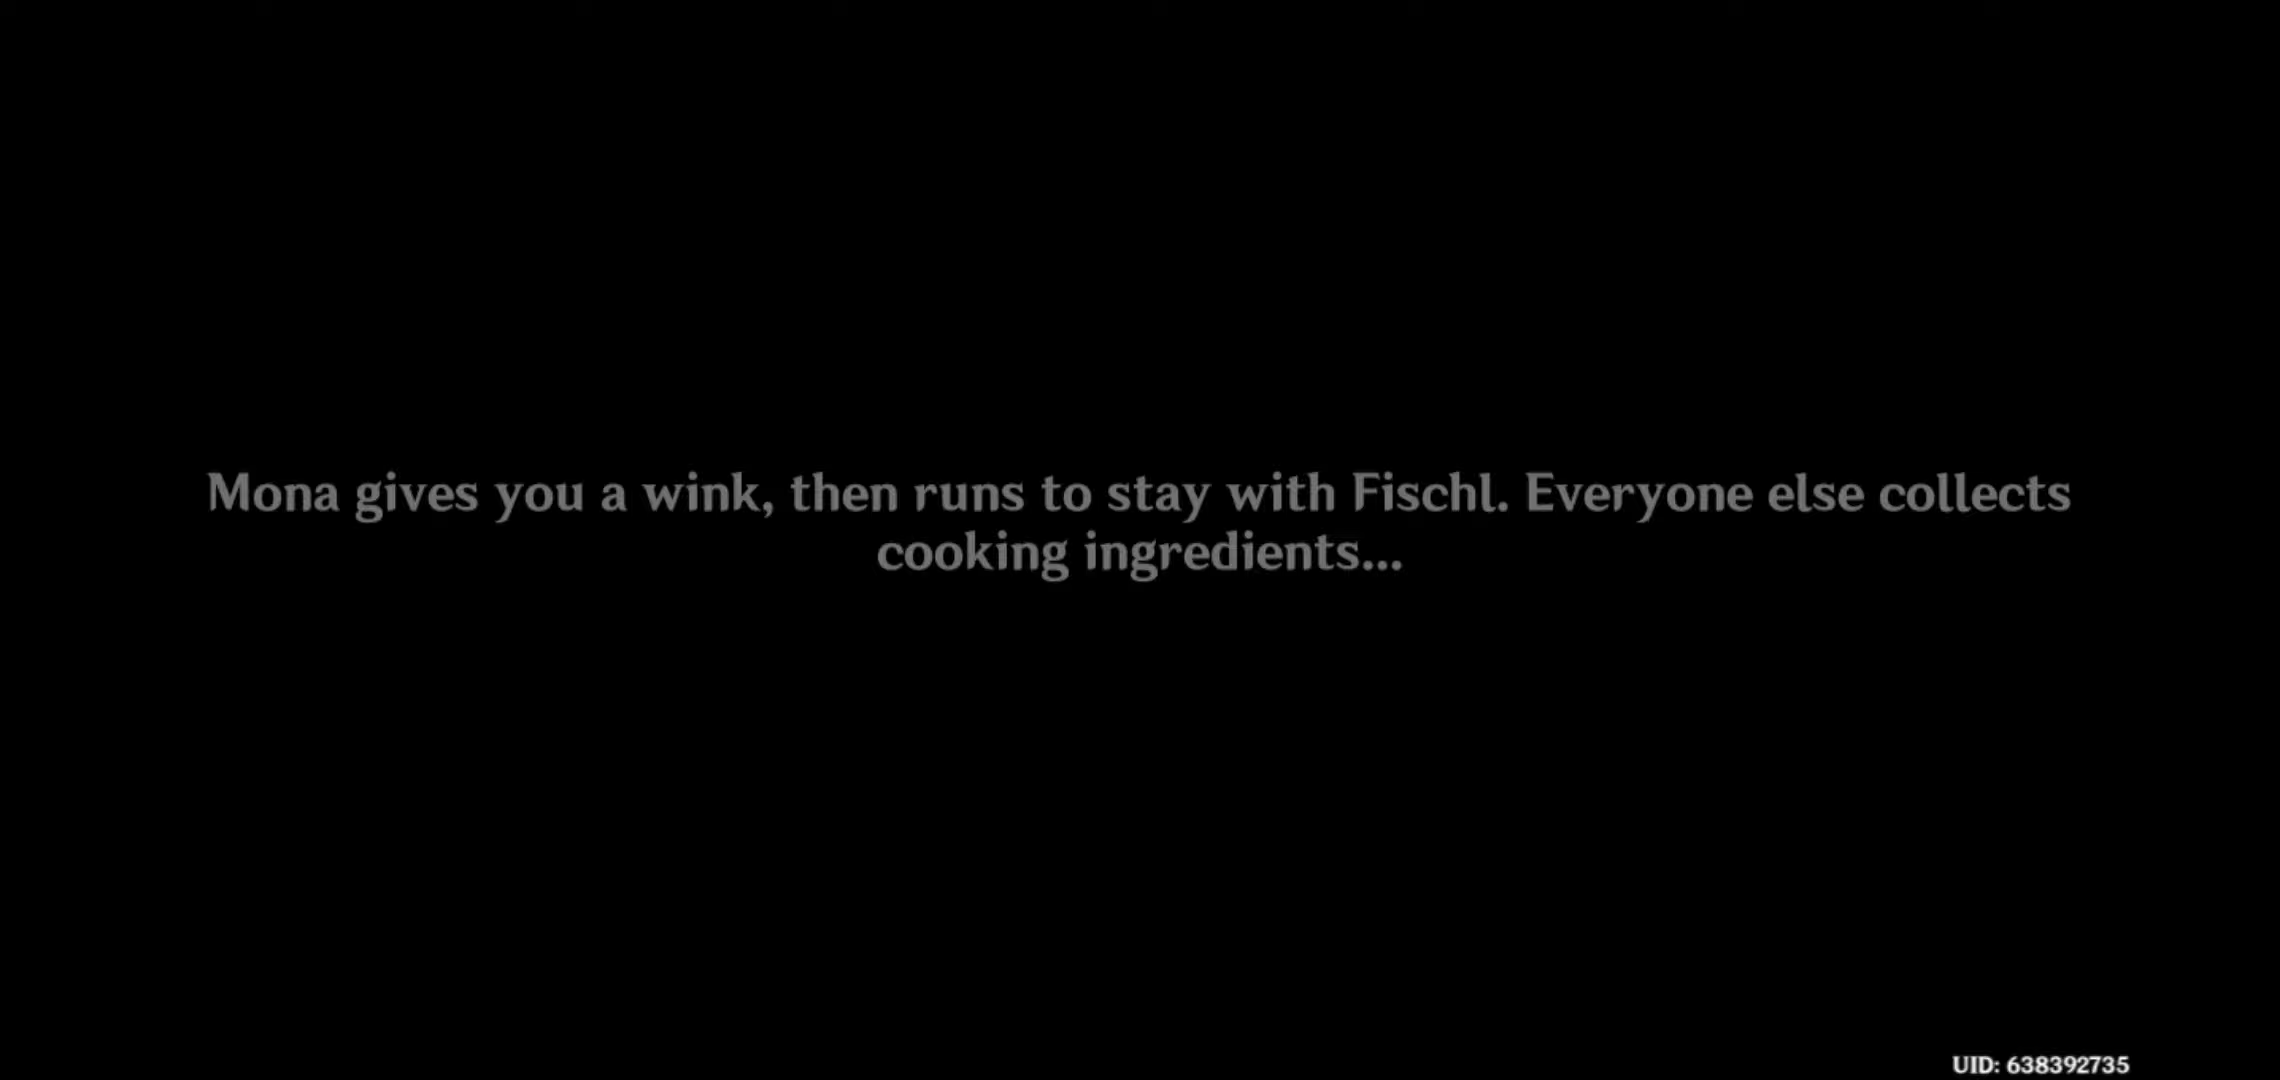 Mona gives you a wink, then runs to stay with Fischl. Everyone else collects
cooking ingredients...
UID: 638392735